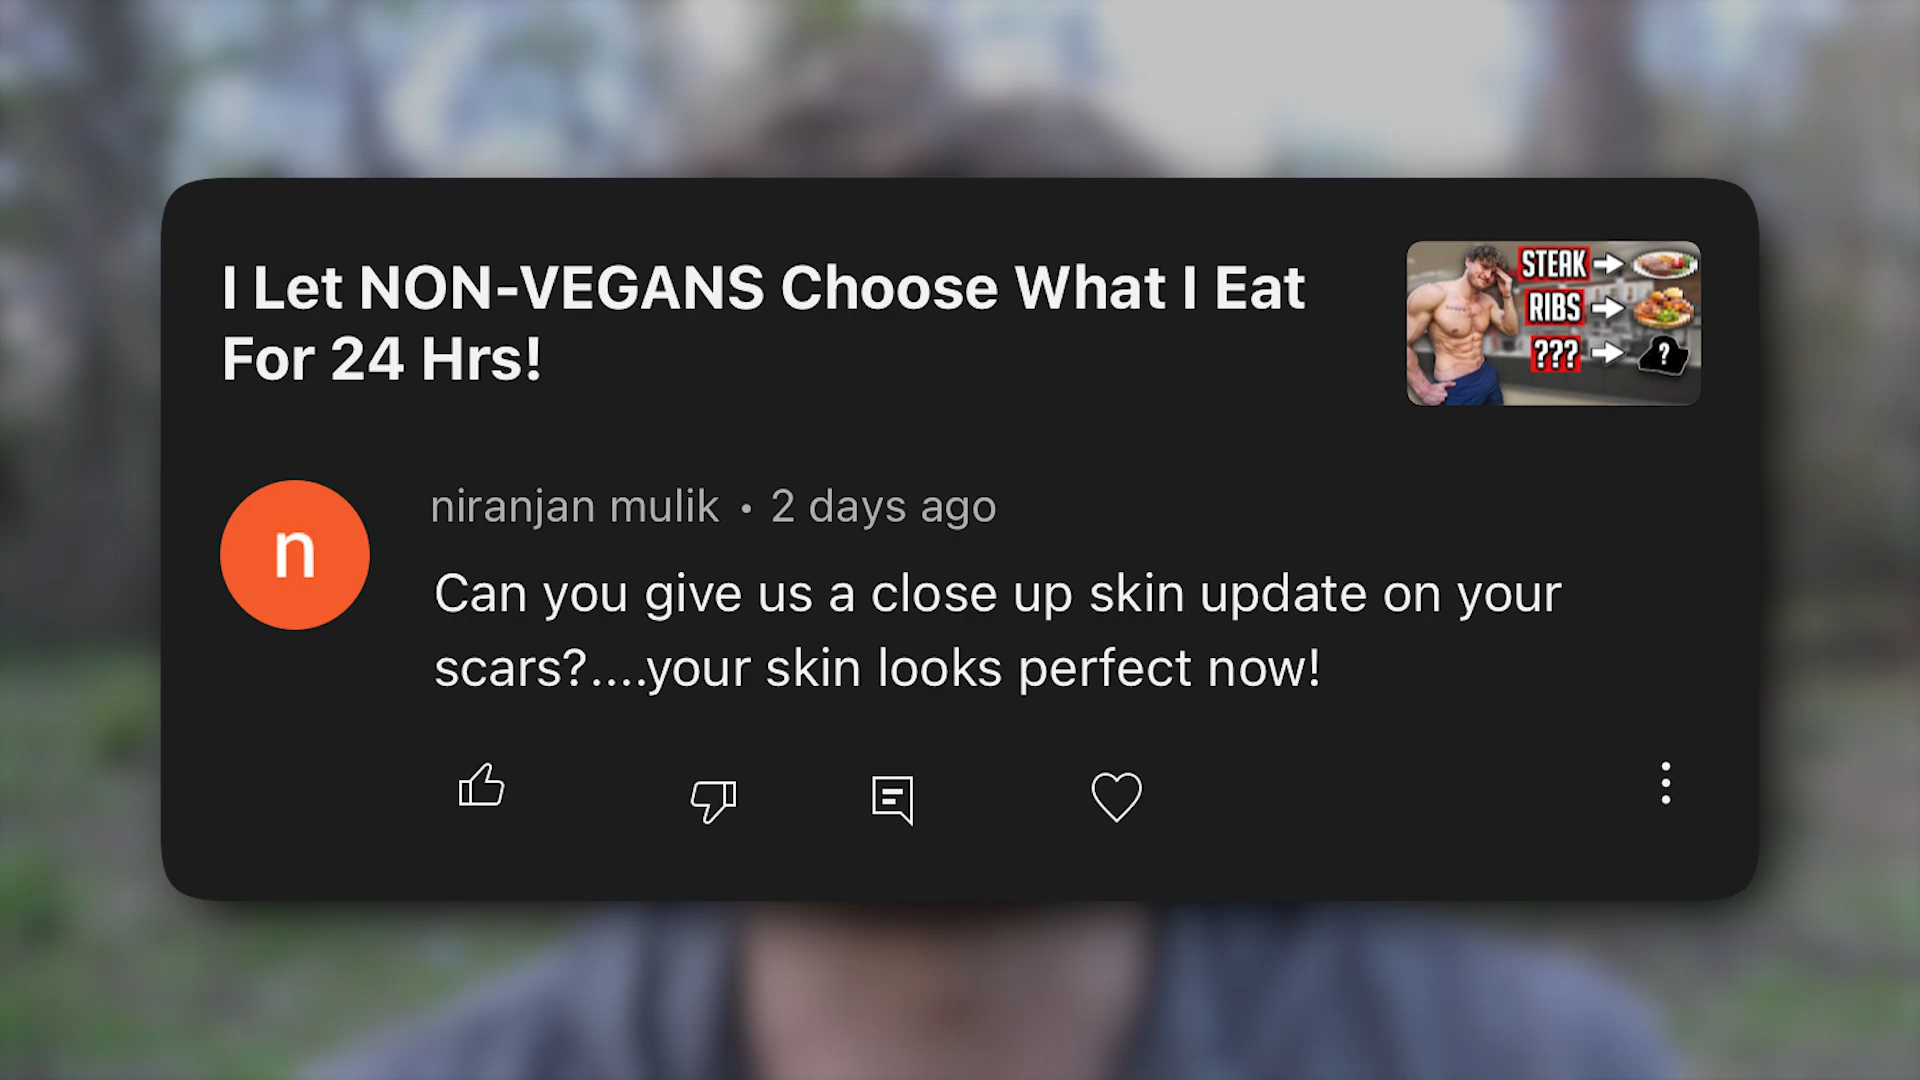 I Let NON-VEGANS Choose What I Eat
For 24 Hrs!
STEAK
RIBS
???
?
n
niranjan mulik • 2 days ago
Can you give us a close up skin update on your
scars?....your skin looks perfect now!